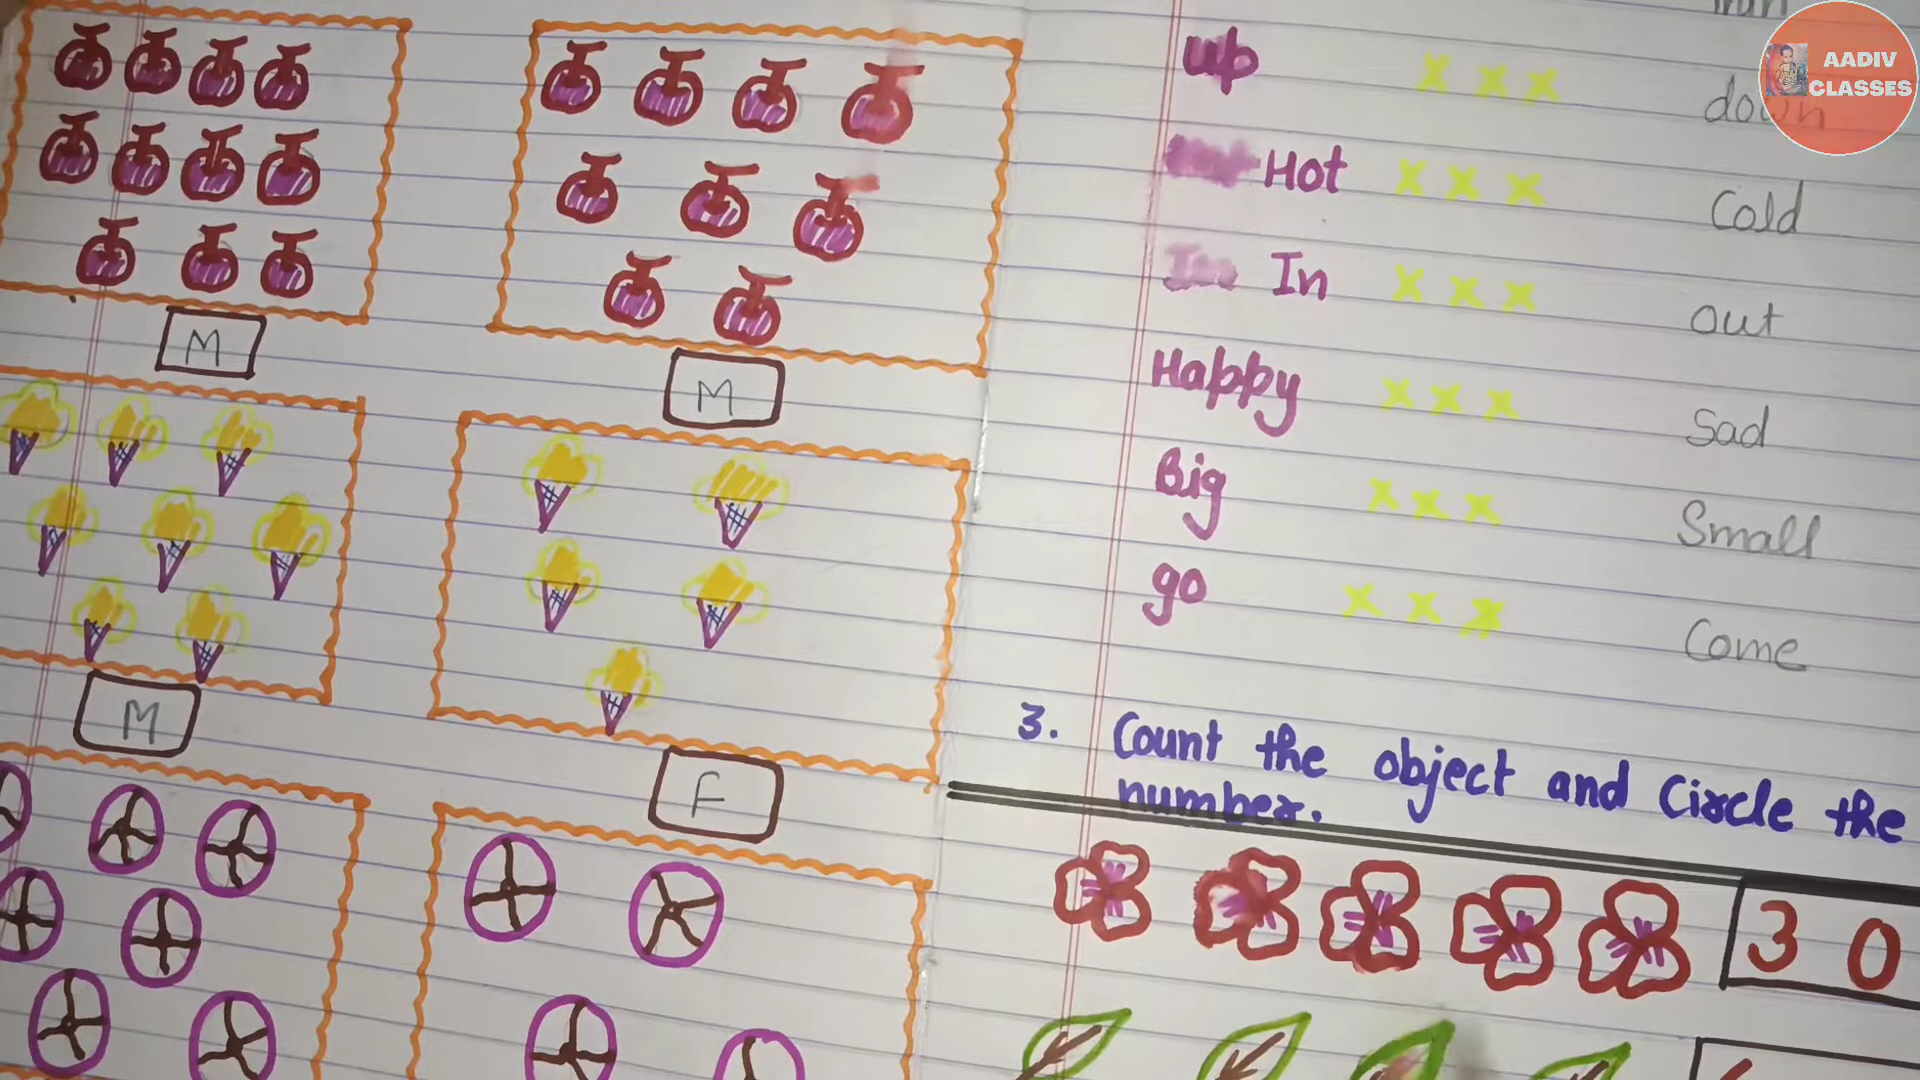 AADIV
CLASSES
M
M
M
F
up x x x down
Hot x x x Cold
In x x x out
Happy x x x Sad
Big x x x Small
go x x x Come
3. Count the object and Circle the
number.
3 0